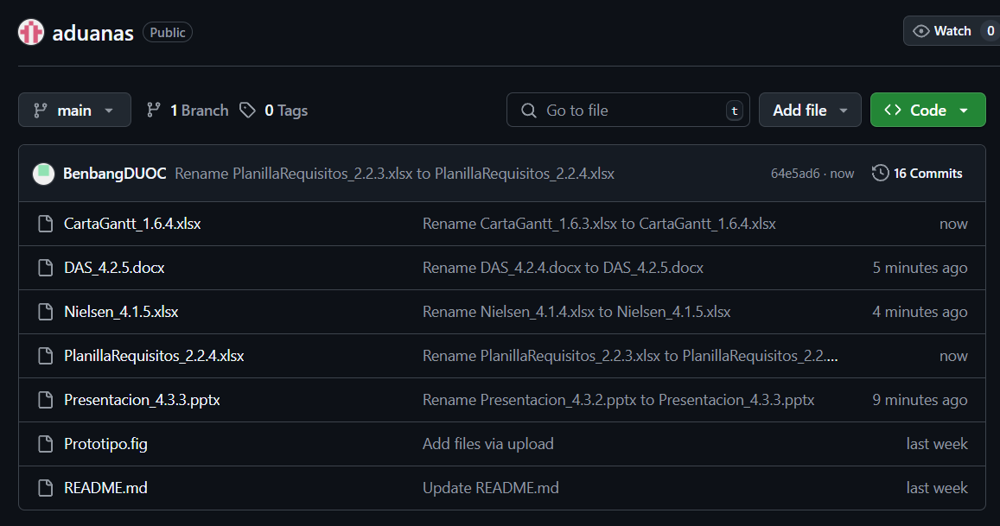 aduanas Public Watch 0
main 1 Branch 0 Tags Go to file t Add file Code
BenbangDUOC Rename PlanillaRequisitos_2.2.3.xlsx to PlanillaRequisitos_2.2.4.xlsx 64e5ad6 · now 16 Commits
CartaGantt_1.6.4.xlsx Rename CartaGantt_1.6.3.xlsx to CartaGantt_1.6.4.xlsx now
DAS_4.2.5.docx Rename DAS_4.2.4.docx to DAS_4.2.5.docx 5 minutes ago
Nielsen_4.1.5.xlsx Rename Nielsen_4.1.4.xlsx to Nielsen_4.1.5.xlsx 4 minutes ago
PlanillaRequisitos_2.2.4.xlsx Rename PlanillaRequisitos_2.2.3.xlsx to PlanillaRequisitos_2.2.... now
Presentacion_4.3.3.pptx Rename Presentacion_4.3.2.pptx to Presentacion_4.3.3.pptx 9 minutes ago
Prototipo.fig Add files via upload last week
README.md Update README.md last week